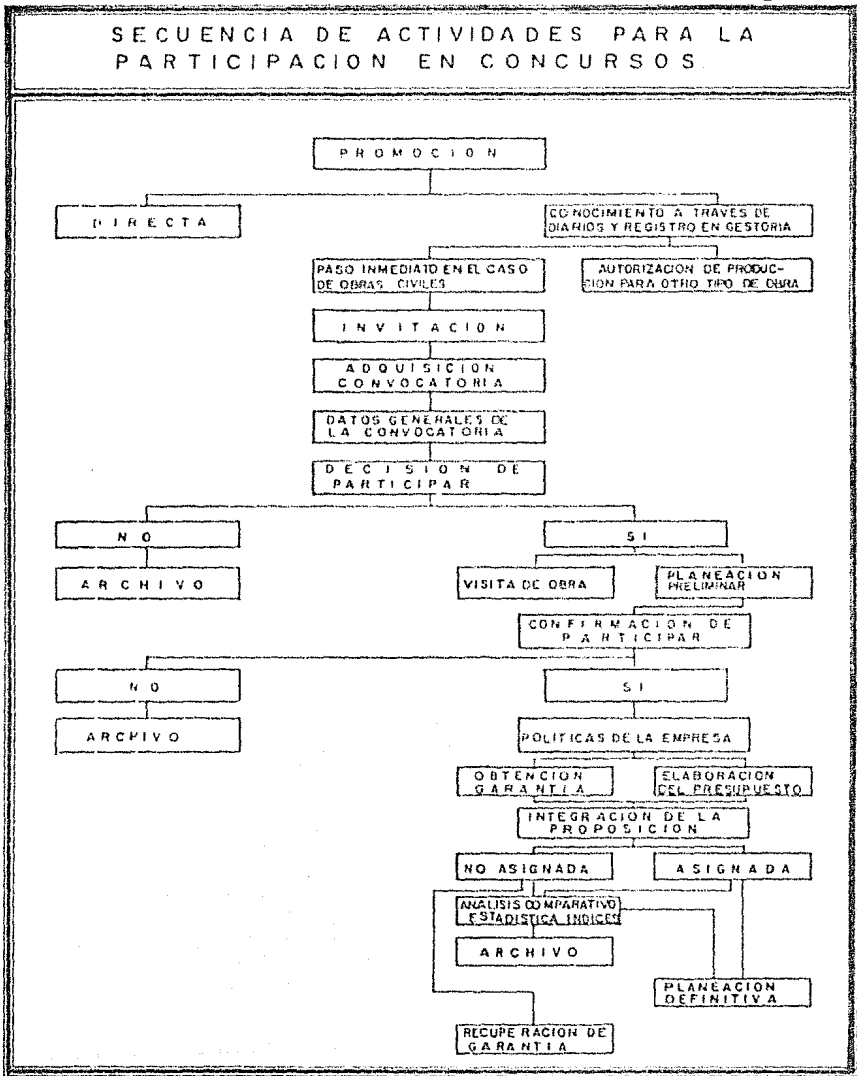 SECUENCIA DE ACTIVIDADES PARA LA
PARTICIPACION EN CONCURSOS.
PROMOCION
DIRECTA
CONOCIMIENTO A TRAVES DE
DIARIOS Y REGISTRO EN GESTORIA
PASO INMEDIATO EN EL CASO
DE OBRAS CIVILES
AUTORIZACION DE PRODUC-
CION PARA OTRO TIPO DE OBRA
INVITACION
ADQUISICION
CONVOCATORIA
DATOS GENERALES DE
LA CONVOCATORIA
DECISION DE
PARTICIPAR
NO
SI
ARCHIVO
VISITA DE OBRA
PLANEACION
PRELIMINAR
CONFIRMACION DE
PARTICIPAR
NO
SI
ARCHIVO
POLITICAS DE LA EMPRESA
OBTENCION
GARANTIA
ELABORACION
DEL PRESUPUESTO
INTEGRACION DE LA
PROPOSICION
NO ASIGNADA
ASIGNADA
ANALISIS COMPARATIVO
ESTADISTICA INDICES
ARCHIVO
PLANEACION
DEFINITIVA
RECUPERACION DE
GARANTIA